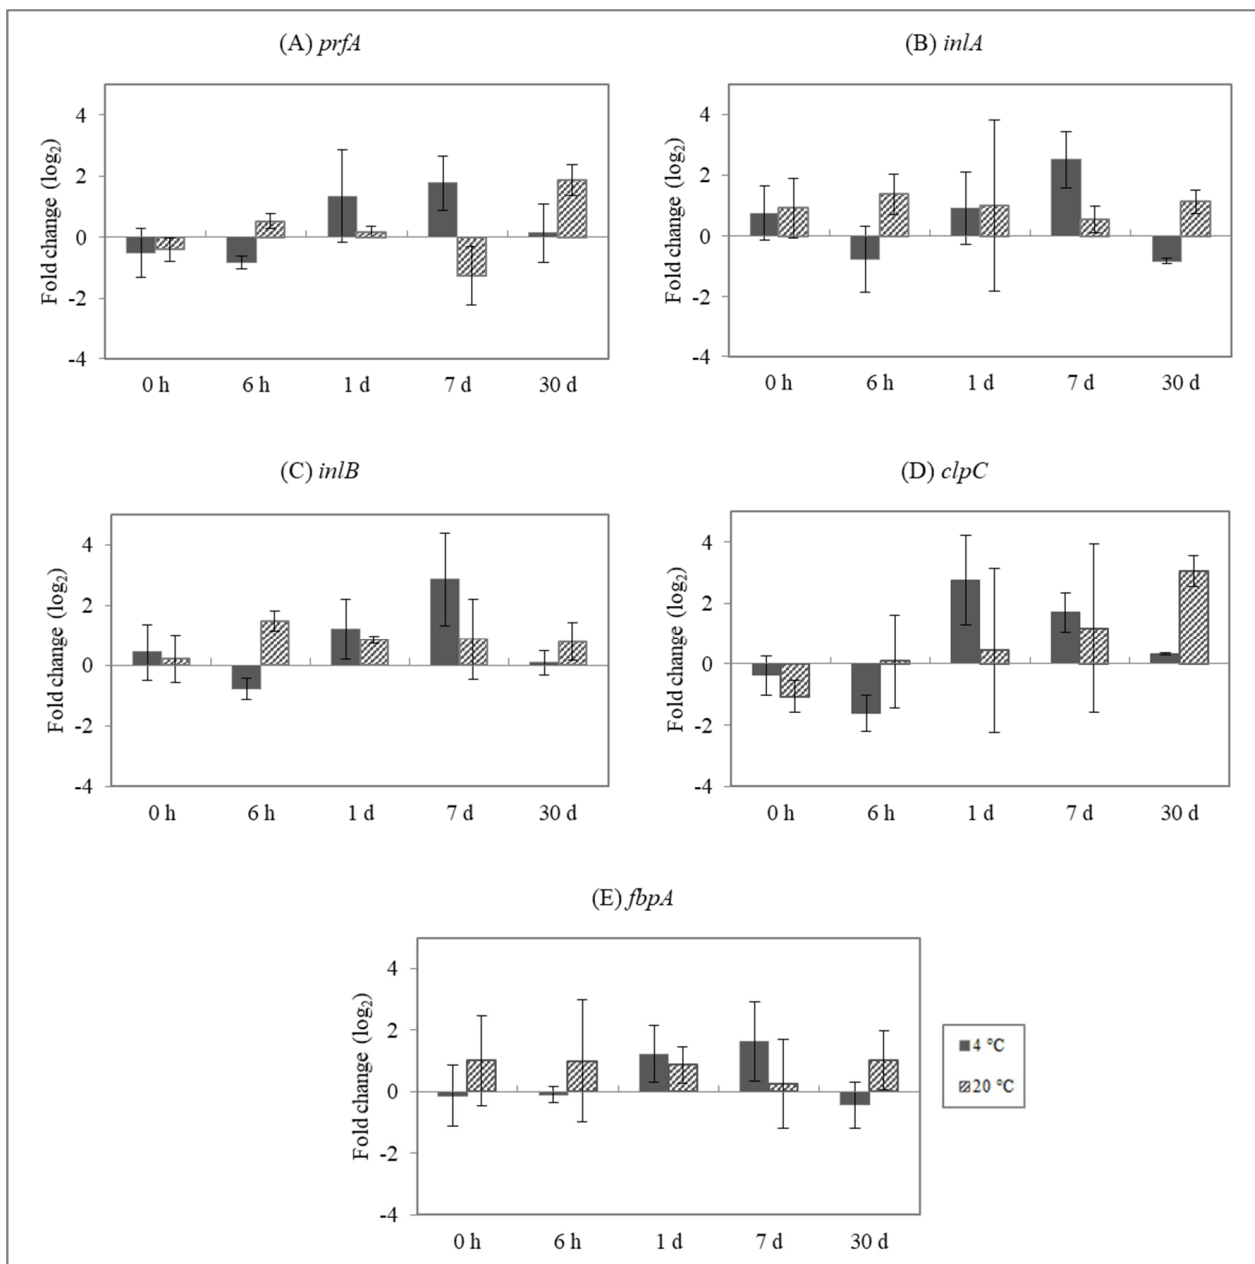 (A) prfA
Fold change (log₂)
4
2
0
-2
-4
0 h 6 h 1 d 7 d 30 d
(B) inlA
Fold change (log₂)
4
2
0
-2
-4
0 h 6 h 1 d 7 d 30 d
(C) inlB
Fold change (log₂)
4
2
0
-2
-4
0 h 6 h 1 d 7 d 30 d
(D) clpC
Fold change (log₂)
4
2
0
-2
-4
0 h 6 h 1 d 7 d 30 d
(E) fbpA
Fold change (log₂)
4
2
0
-2
-4
0 h 6 h 1 d 7 d 30 d
4 °C
20 °C